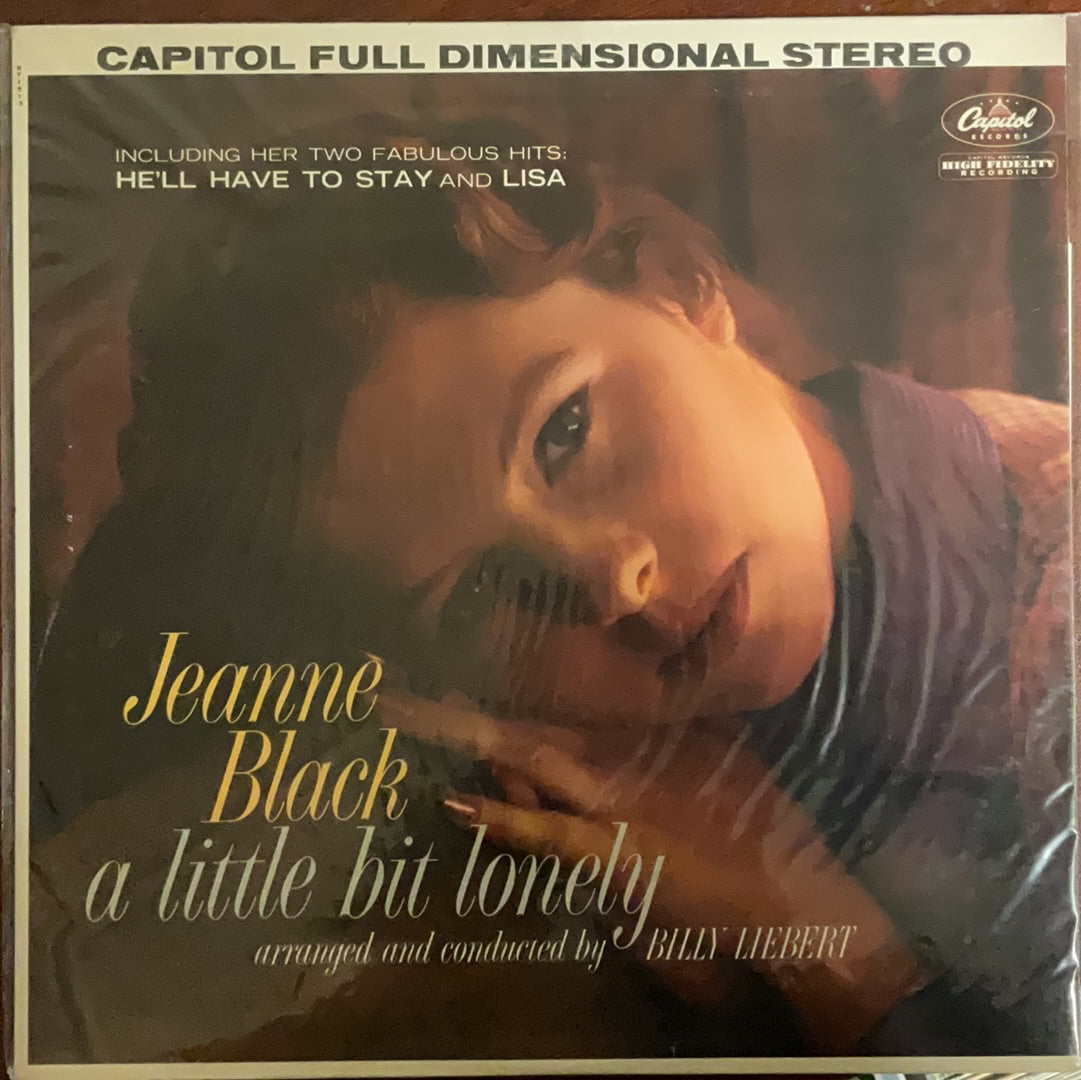 CAPITOL FULL DIMENSIONAL STEREO
Capitol
RECORDS
HIGH FIDELITY
RECORDING
INCLUDING HER TWO FABULOUS HITS:
HE'LL HAVE TO STAY AND LISA
Jeanne
Black
a little bit lonely
arranged and conducted by BILLY LIEBERT